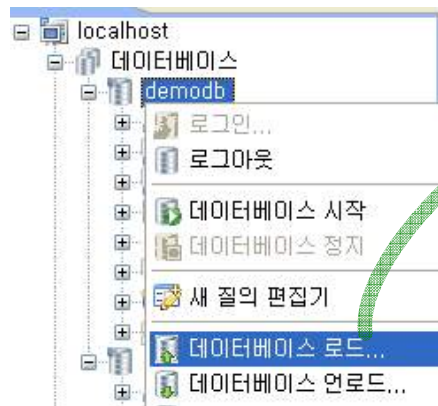 localhost
데이터베이스
demodb
로그인...
로그아웃
데이터베이스 시작
데이터베이스 정지
새 질의 편집기
데이터베이스 로드...
데이터베이스 언로드...